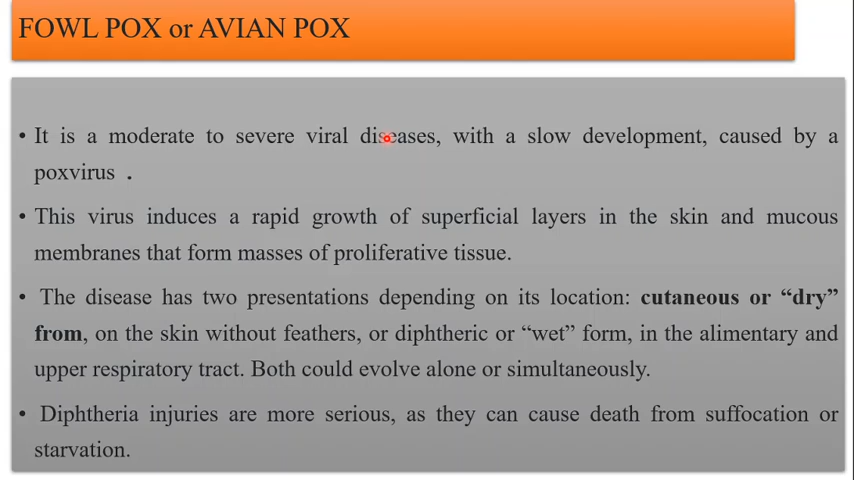 FOWL POX or AVIAN POX
• It is a moderate to severe viral diseases, with a slow development, caused by a
poxvirus .
• This virus induces a rapid growth of superficial layers in the skin and mucous
membranes that form masses of proliferative tissue.
• The disease has two presentations depending on its location: cutaneous or “dry”
from, on the skin without feathers, or diphtheric or “wet” form, in the alimentary and
upper respiratory tract. Both could evolve alone or simultaneously.
• Diphtheria injuries are more serious, as they can cause death from suffocation or
starvation.